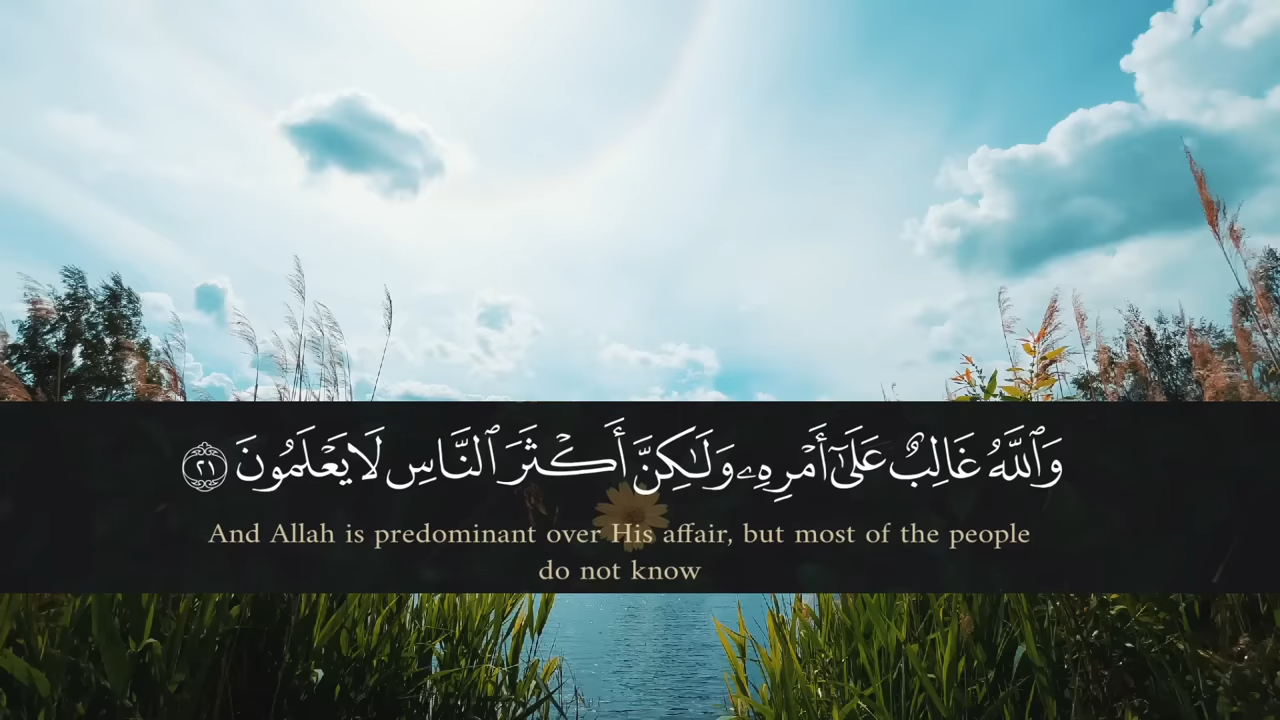 وَٱللَّهُ غَالِبٌ عَلَىٰٓ أَمْرِهِۦ وَلَـٰكِنَّ أَكْثَرَ ٱلنَّاسِ لَا يَعْلَمُونَ ٢١
And Allah is predominant over His affair, but most of the people
do not know